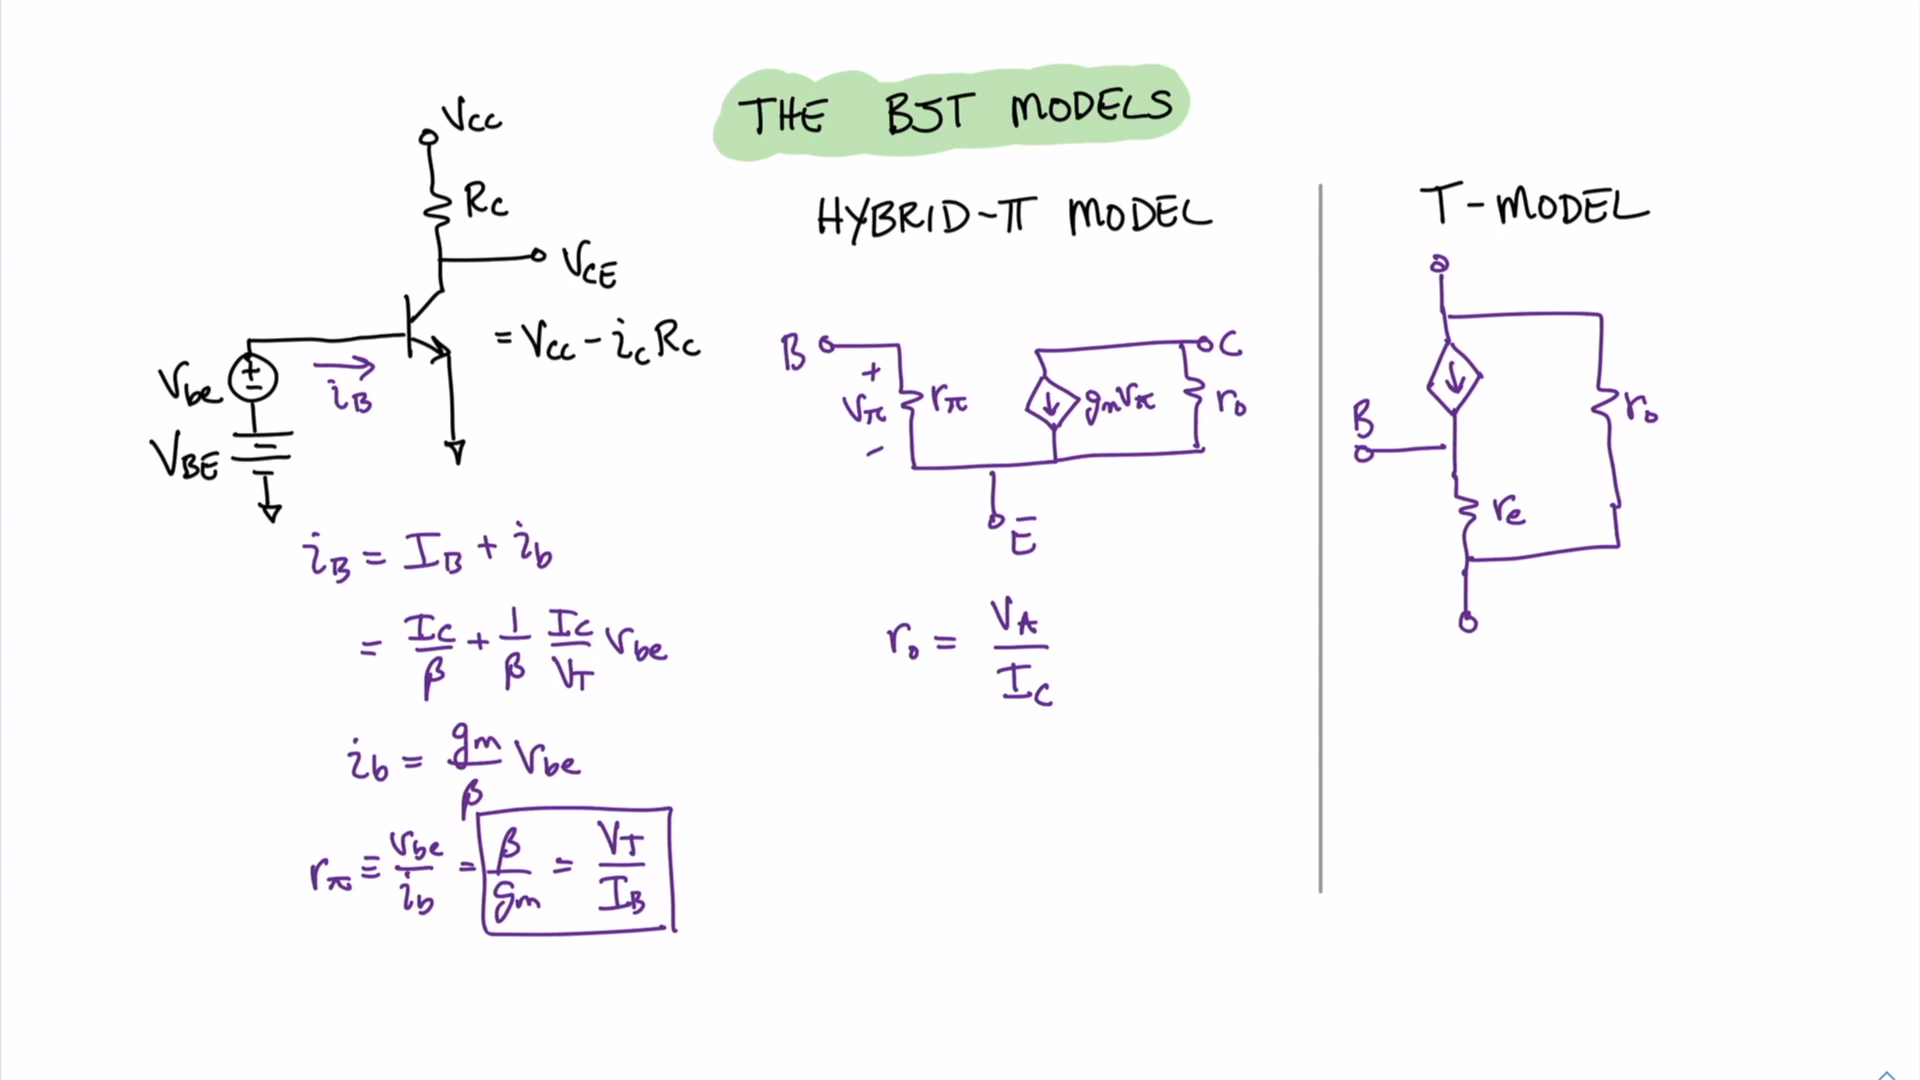 THE BJT MODELS
Vcc
Rc
VCE
= Vcc - icRc
Vbe
iB
VBE
iB = IB + ib
= Ic/β + 1/β Ic/VT Vbe
ib = gm/β Vbe
rπ ≡ Vbe/ib = β/gm = VT/IB
HYBRID-π MODEL
B
+
Vπ
-
rπ
gmVπ
C
ro
E
ro = VA/Ic
T-MODEL
B
ro
re